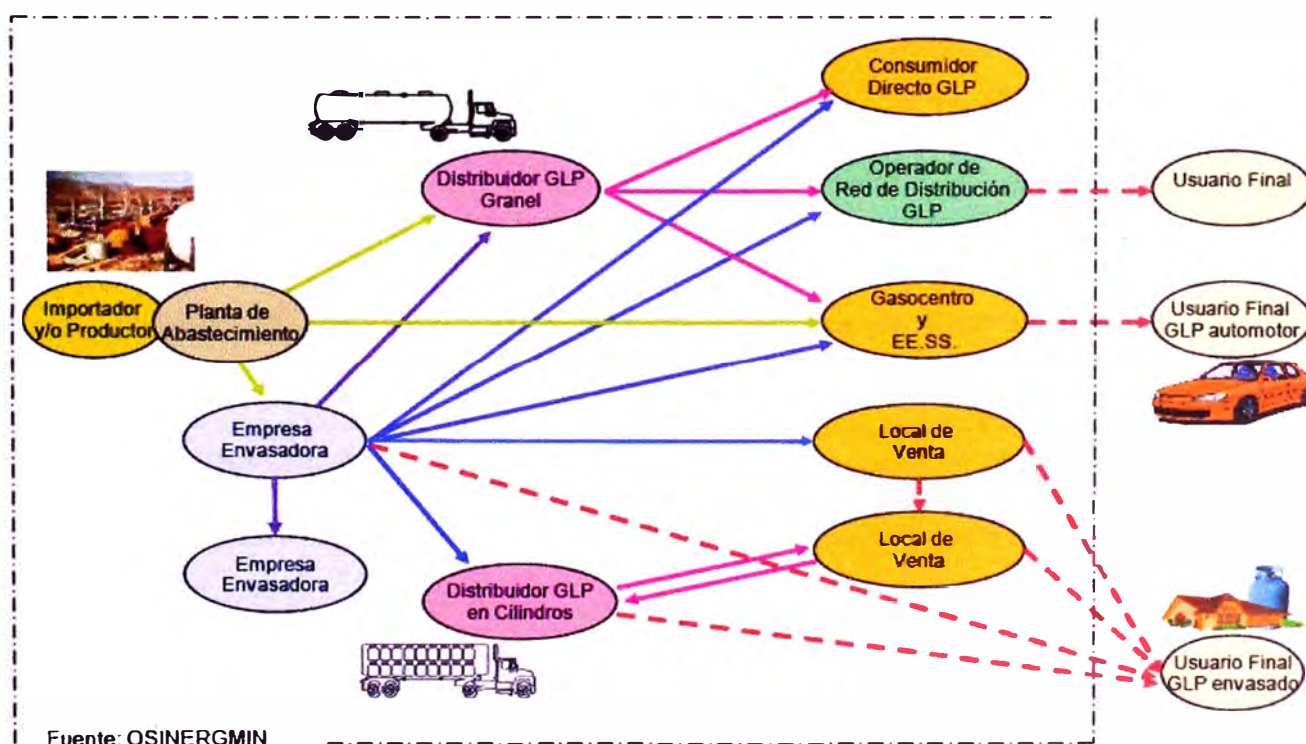 Consumidor
Directo GLP
Distribuidor GLP
Granel
Operador de
Red de Distribución
GLP
Usuario Final
Importador
y/o Productor
Planta de
Abastecimiento
Gasocentro
y
EE.SS.
Usuario Final
GLP automotor
Empresa
Envasadora
Local de
Venta
Empresa
Envasadora
Local de
Venta
Distribuidor GLP
en Cilindros
Usuario Final
GLP envasado
Fuente: OSINERGMIN